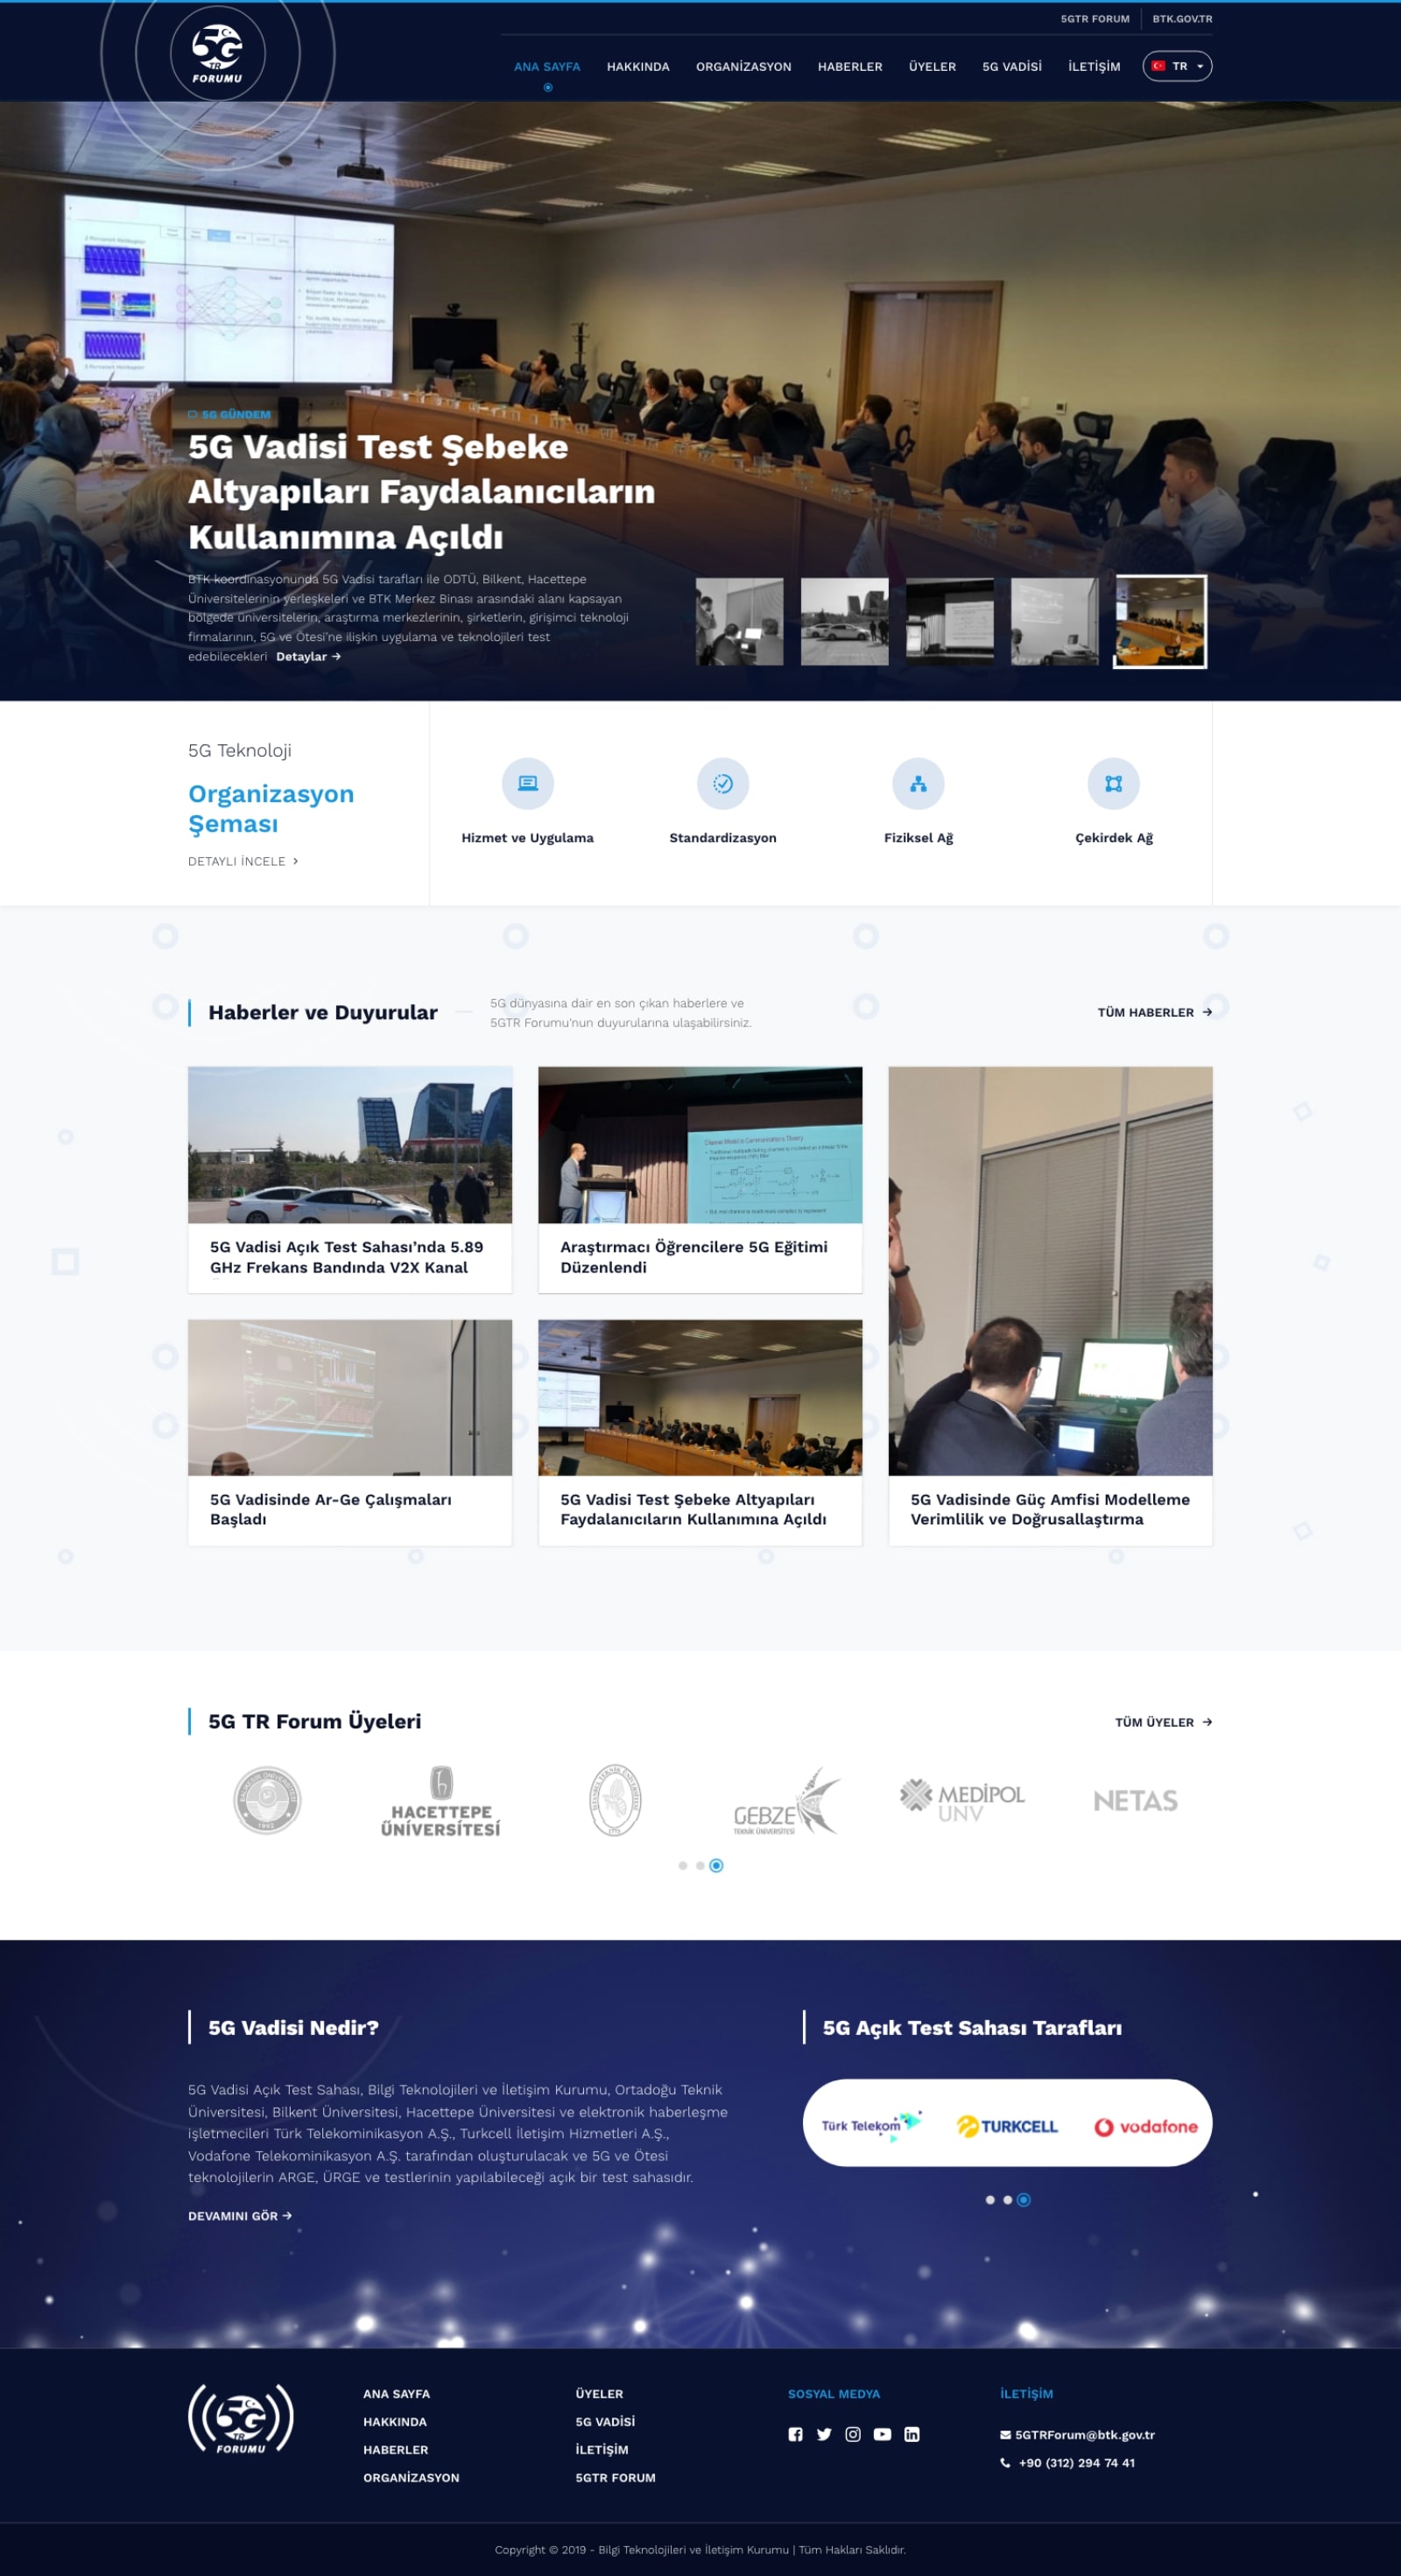 5G
TR
FORUMU
5GTR FORUM
BTK.GOV.TR
ANA SAYFA
HAKKINDA
ORGANİZASYON
HABERLER
ÜYELER
5G VADİSİ
İLETİŞİM
TR
5G GÜNDEM
5G Vadisi Test Şebeke
Altyapıları Faydalanıcıların
Kullanımına Açıldı
BTK koordinasyonunda 5G Vadisi tarafları ile ODTÜ, Bilkent, Hacettepe
Üniversitelerinin yerleşkeleri ve BTK Merkez Binası arasındaki alanı kapsayan
bölgede üniversitelerin, araştırma merkezlerinin, şirketlerin, girişimci teknoloji
firmalarının, 5G ve Ötesi'ne ilişkin uygulama ve teknolojileri test
edebilecekleri Detaylar →
5G Teknoloji
Organizasyon
Şeması
DETAYLI İNCELE
Hizmet ve Uygulama
Standardizasyon
Fiziksel Ağ
Çekirdek Ağ
Haberler ve Duyurular
5G dünyasına dair en son çıkan haberlere ve
5GTR Forumu'nun duyurularına ulaşabilirsiniz.
TÜM HABERLER →
5G Vadisi Açık Test Sahası’nda 5.89
GHz Frekans Bandında V2X Kanal
Araştırmacı Öğrencilere 5G Eğitimi
Düzenlendi
5G Vadisinde Ar-Ge Çalışmaları
Başladı
5G Vadisi Test Şebeke Altyapıları
Faydalanıcıların Kullanımına Açıldı
5G Vadisinde Güç Amfisi Modelleme
Verimlilik ve Doğrusallaştırma
5G TR Forum Üyeleri
TÜM ÜYELER →
HACETTEPE
ÜNİVERSİTESİ
GEBZE
TEKNİK ÜNİVERSİTESİ
MEDİPOL
UNV
NETAS
5G Vadisi Nedir?
5G Vadisi Açık Test Sahası, Bilgi Teknolojileri ve İletişim Kurumu, Ortadoğu Teknik
Üniversitesi, Bilkent Üniversitesi, Hacettepe Üniversitesi ve elektronik haberleşme
işletmecileri Türk Telekominikasyon A.Ş., Turkcell İletişim Hizmetleri A.Ş.,
Vodafone Telekominikasyon A.Ş. tarafından oluşturulacak ve 5G ve Ötesi
teknolojilerin ARGE, ÜRGE ve testlerinin yapılabileceği açık bir test sahasıdır.
DEVAMINI GÖR →
5G Açık Test Sahası Tarafları
Türk Telekom
TURKCELL
vodafone
5G
TR
FORUMU
ANA SAYFA
HAKKINDA
HABERLER
ORGANİZASYON
ÜYELER
5G VADİSİ
İLETİŞİM
5GTR FORUM
SOSYAL MEDYA
İLETİŞİM
5GTRForum@btk.gov.tr
+90 (312) 294 74 41
Copyright © 2019 - Bilgi Teknolojileri ve İletişim Kurumu | Tüm Hakları Saklıdır.